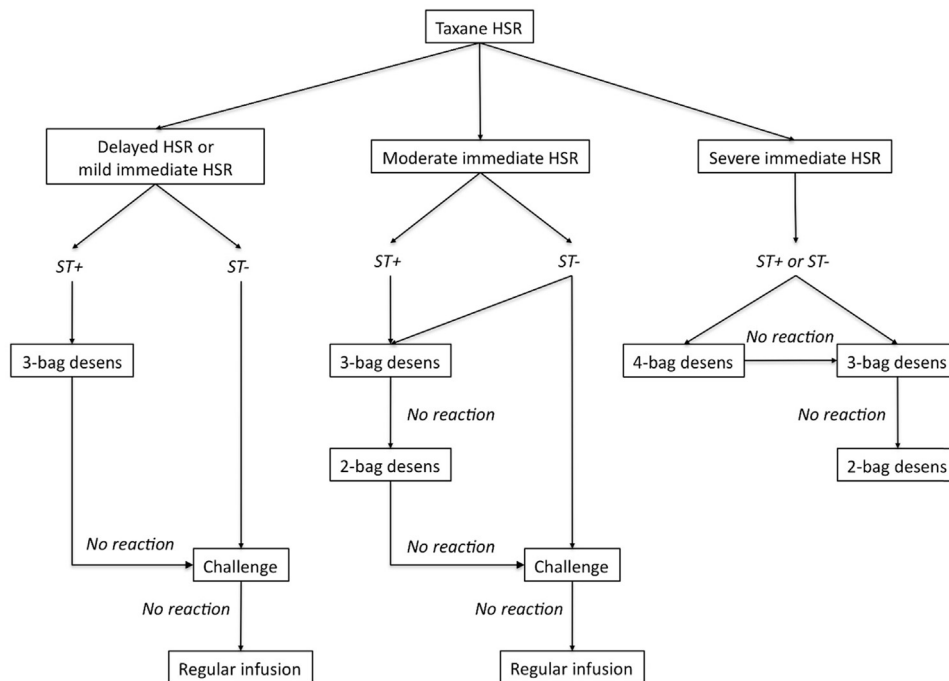 Taxane HSR
Delayed HSR or
mild immediate HSR
Moderate immediate HSR
Severe immediate HSR
ST+
ST-
ST+
ST-
ST+ or ST-
No reaction
3-bag desens
3-bag desens
4-bag desens
3-bag desens
No reaction
No reaction
2-bag desens
2-bag desens
No reaction
No reaction
Challenge
Challenge
No reaction
No reaction
Regular infusion
Regular infusion